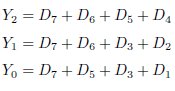 Y₂ = D₇ + D₆ + D₅ + D₄
Y₁ = D₇ + D₆ + D₃ + D₂
Y₀ = D₇ + D₅ + D₃ + D₁